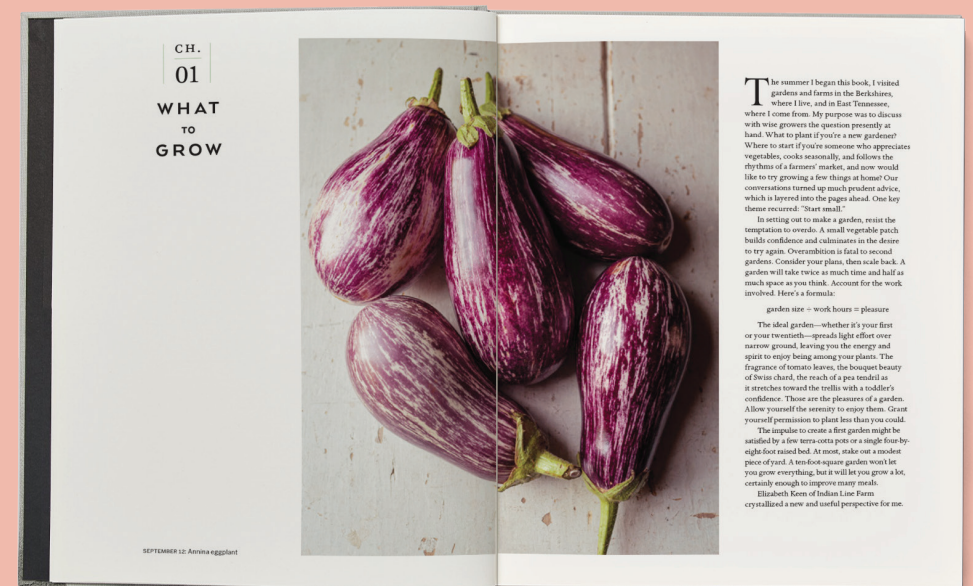 CH.
01
WHAT
TO
GROW
SEPTEMBER 12: Annina eggplant
The summer I began this book, I visited
gardens and farms in the Berkshires,
where I live, and in East Tennessee,
where I come from. My purpose was to discuss
with wise growers the question presently at
hand. What to plant if you're a new gardener?
Where to start if you're someone who appreciates
vegetables, cooks seasonally, and follows the
rhythms of a farmers' market, and now would
like to try growing a few things at home? Our
conversations turned up much prudent advice,
which is layered into the pages ahead. One key
theme recurred: "Start small."
In setting out to make a garden, resist the
temptation to overdo. A small vegetable patch
builds confidence and culminates in the desire
to try again. Overambition is fatal to second
gardens. Consider your plans, then scale back. A
garden will take twice as much time and half as
much space as you think. Account for the work
involved. Here's a formula:
garden size ÷ work hours = pleasure
The ideal garden—whether it's your first
or your twentieth—spreads light effort over
narrow ground, leaving you the energy and
spirit to enjoy being among your plants. The
fragrance of tomato leaves, the bouquet beauty
of Swiss chard, the reach of a pea tendril as
it stretches toward the trellis with a toddler's
confidence. Those are the pleasures of a garden.
Allow yourself the serenity to enjoy them. Grant
yourself permission to plant less than you could.
The impulse to create a first garden might be
satisfied by a few terra-cotta pots or a single four-by-
eight-foot raised bed. At most, stake out a modest
piece of yard. A ten-foot-square garden won't let
you grow everything, but it will let you grow a lot,
certainly enough to improve many meals.
Elizabeth Keen of Indian Line Farm
crystallized a new and useful perspective for me.